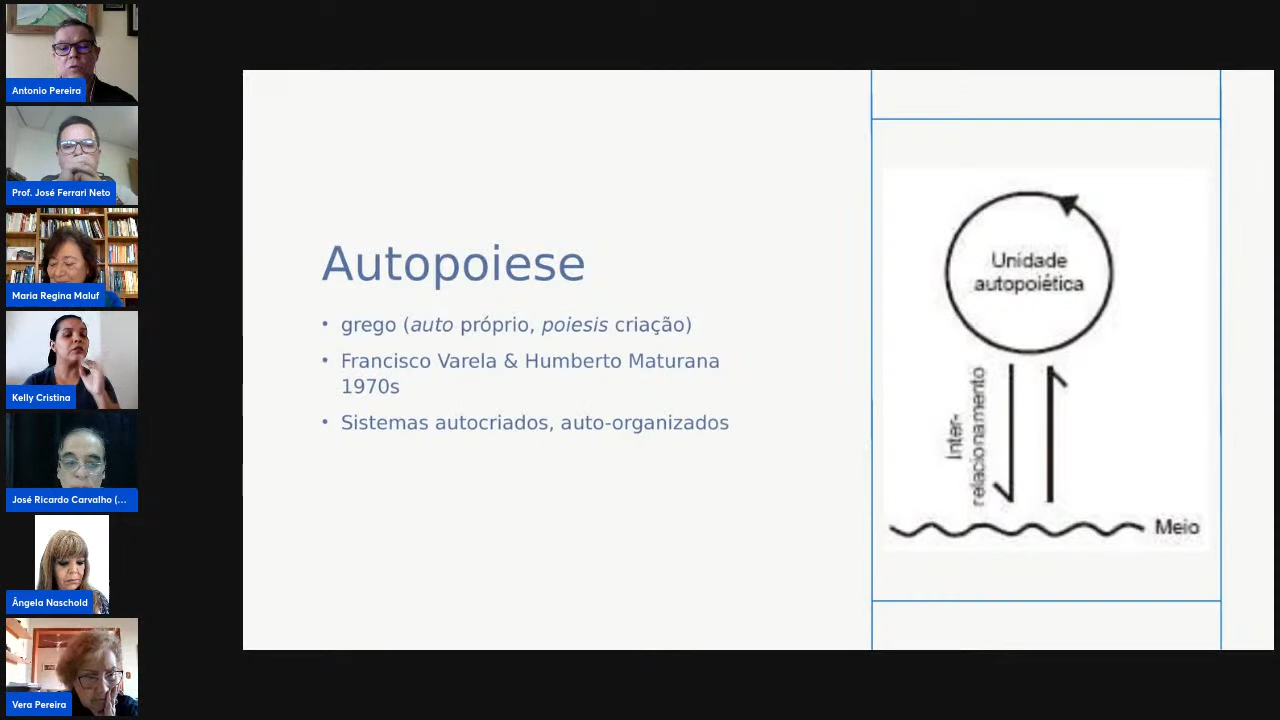 Antonio Pereira
Prof. José Ferrari Neto
Maria Regina Maluf
Kelly Cristina
José Ricardo Carvalho (...
Ângela Naschold
Vera Pereira
Autopoiese
• grego (auto próprio, poiesis criação)
• Francisco Varela & Humberto Maturana
1970s
• Sistemas autocriados, auto-organizados
Unidade
autopoiética
Inter-
relacionamento
Meio